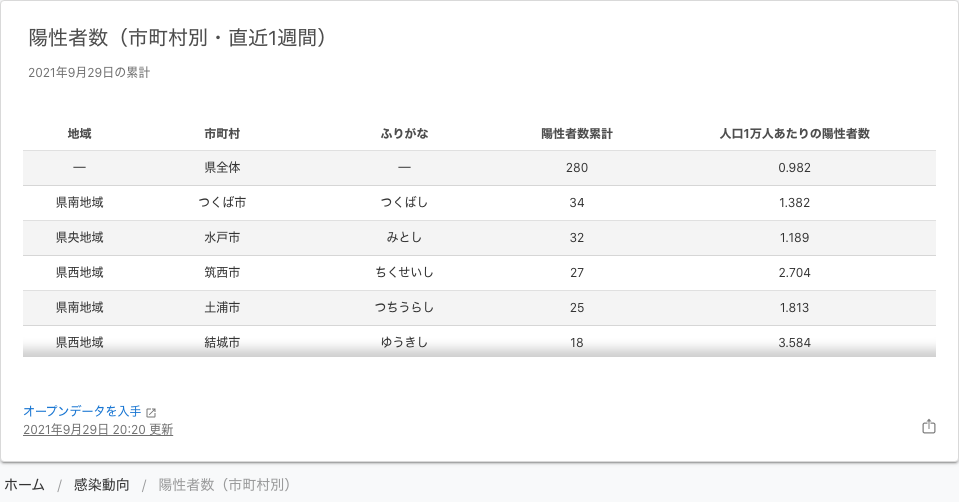 陽性者数（市町村別・直近1週間）
2021年9月29日の累計
地域 市町村 ふりがな 陽性者数累計 人口1万人あたりの陽性者数
— 県全体 — 280 0.982
県南地域 つくば市 つくばし 34 1.382
県央地域 水戸市 みとし 32 1.189
県西地域 筑西市 ちくせいし 27 2.704
県南地域 土浦市 つちうらし 25 1.813
県西地域 結城市 ゆうきし 18 3.584
オープンデータを入手
2021年9月29日 20:20 更新
ホーム / 感染動向 / 陽性者数（市町村別）